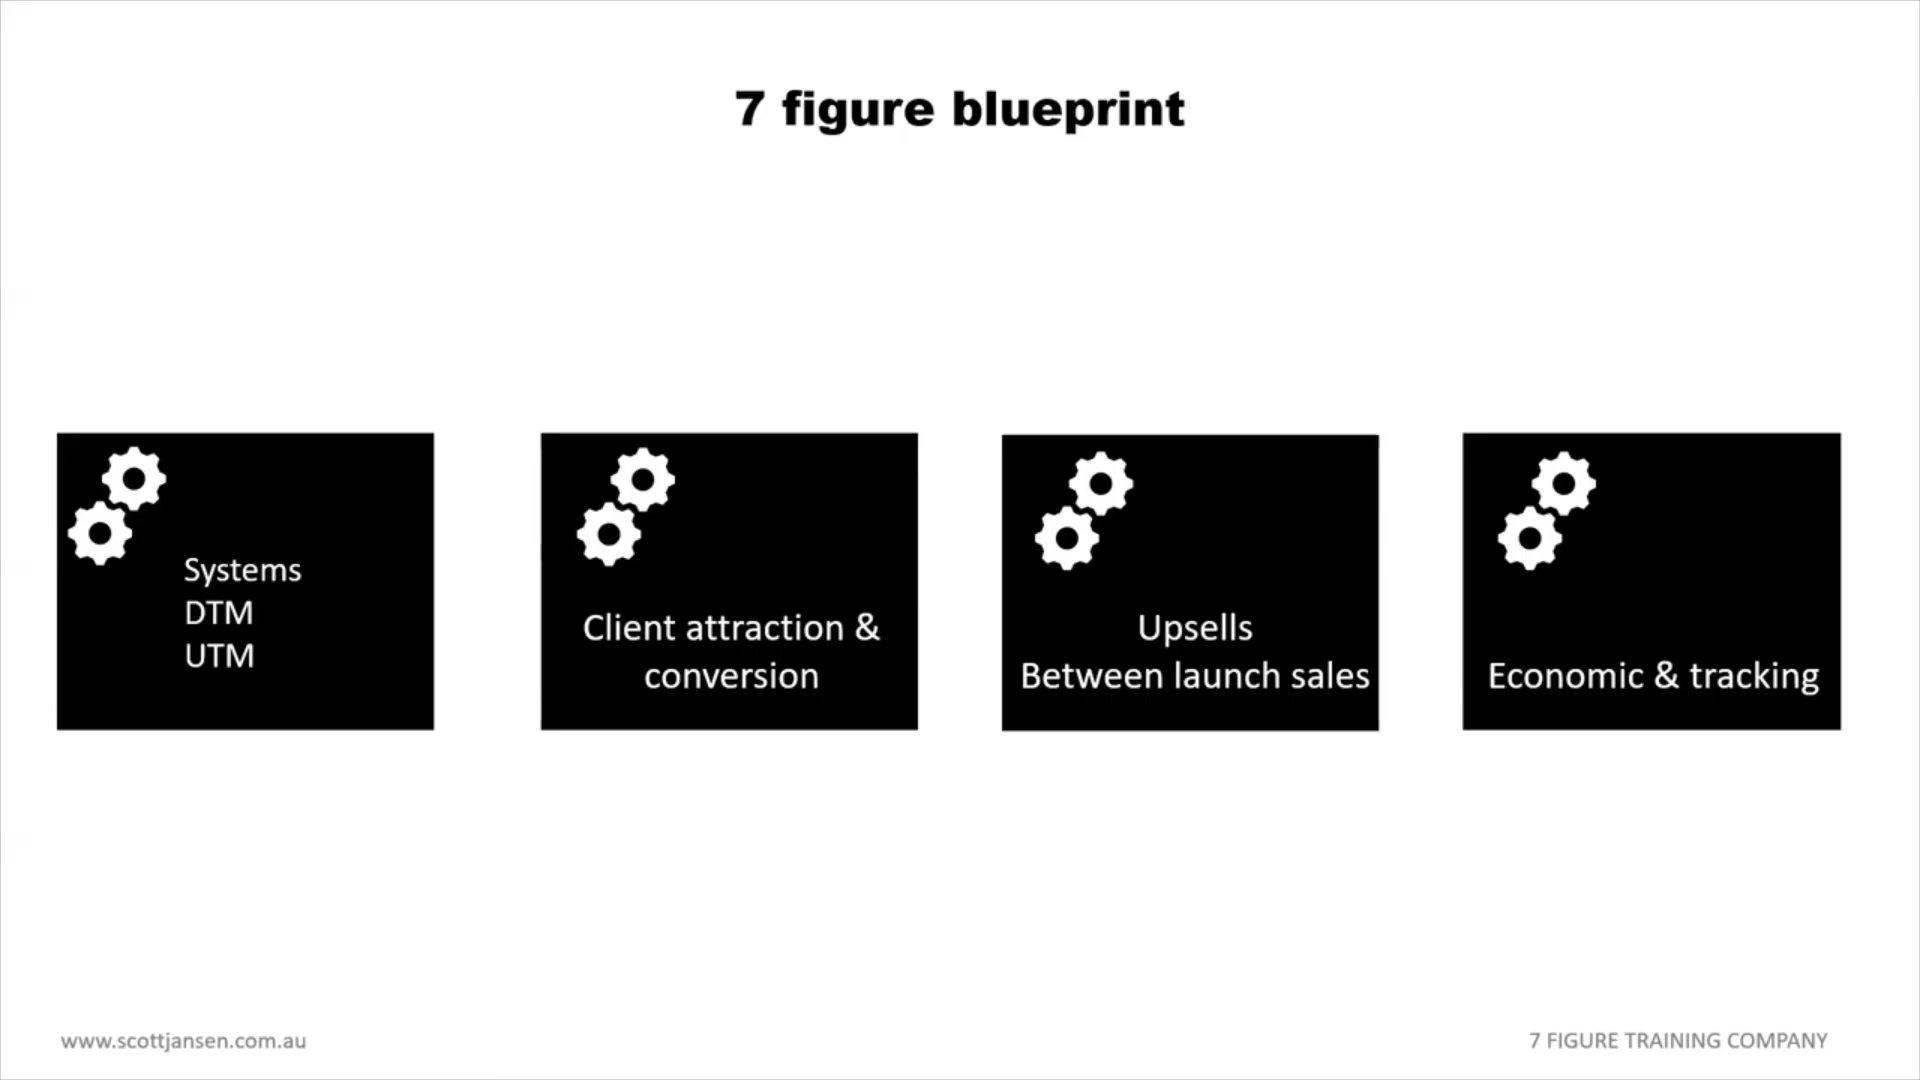 7 figure blueprint
Systems
DTM
UTM
Client attraction &
conversion
Upsells
Between launch sales
Economic & tracking
www.scottjansen.com.au
7 FIGURE TRAINING COMPANY